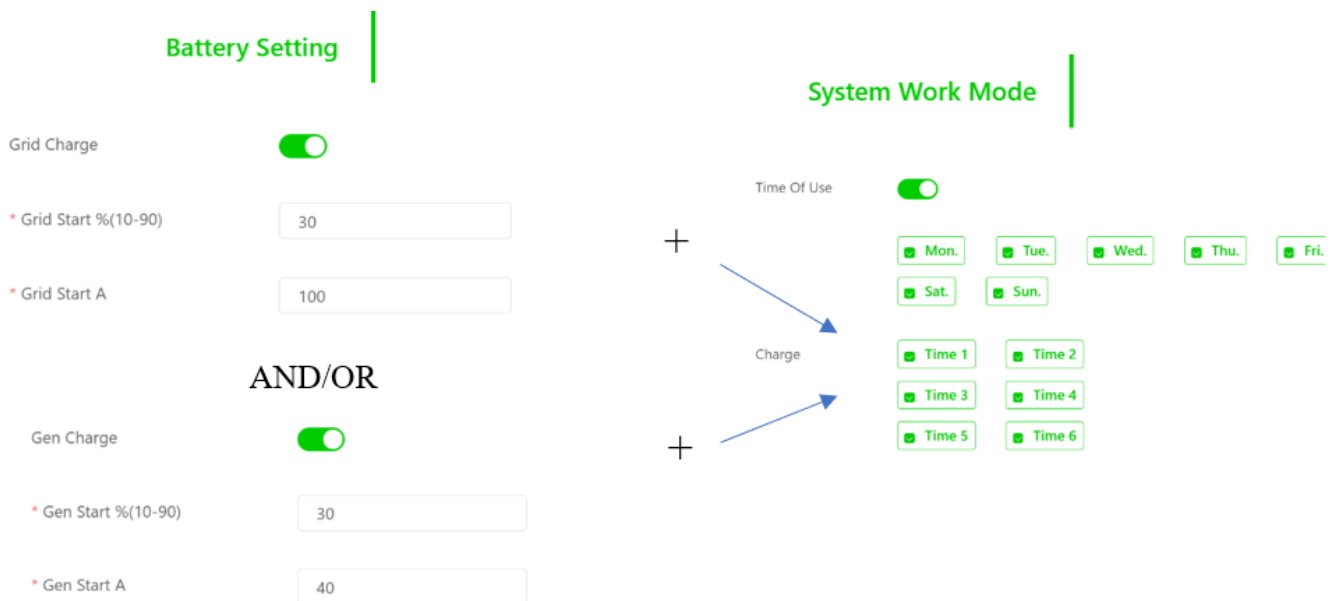 Battery Setting
Grid Charge
* Grid Start %(10-90)
30
* Grid Start A
100
AND/OR
Gen Charge
* Gen Start %(10-90)
30
* Gen Start A
40
+
+
System Work Mode
Time Of Use
Mon. Tue. Wed. Thu. Fri.
Sat. Sun.
Charge
Time 1 Time 2
Time 3 Time 4
Time 5 Time 6